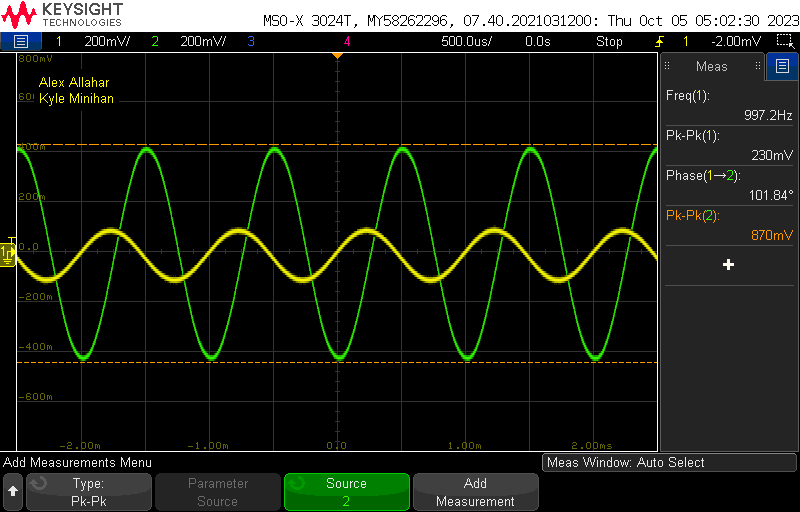 KEYSIGHT
TECHNOLOGIES
MSO-X 3024T, MY58262296, 07.40.2021031200: Thu Oct 05 05:02:30 2023
1 200mV/ 2 200mV/ 3 4 500.0us/ 0.0s Stop 1 -2.00mV
800mV
Alex Allahar
Kyle Minihan
600
400m
200m
0.0
-200m
-400m
-600m
-2.00m -1.00m 0.0 1.00m 2.00ms
T
1
Meas
Freq(1):
997.2Hz
Pk-Pk(1):
230mV
Phase(1→2):
101.84°
Pk-Pk(2):
870mV
+
Add Measurements Menu
Meas Window: Auto Select
Type:
Pk-Pk
Parameter
Source
Source
2
Add
Measurement